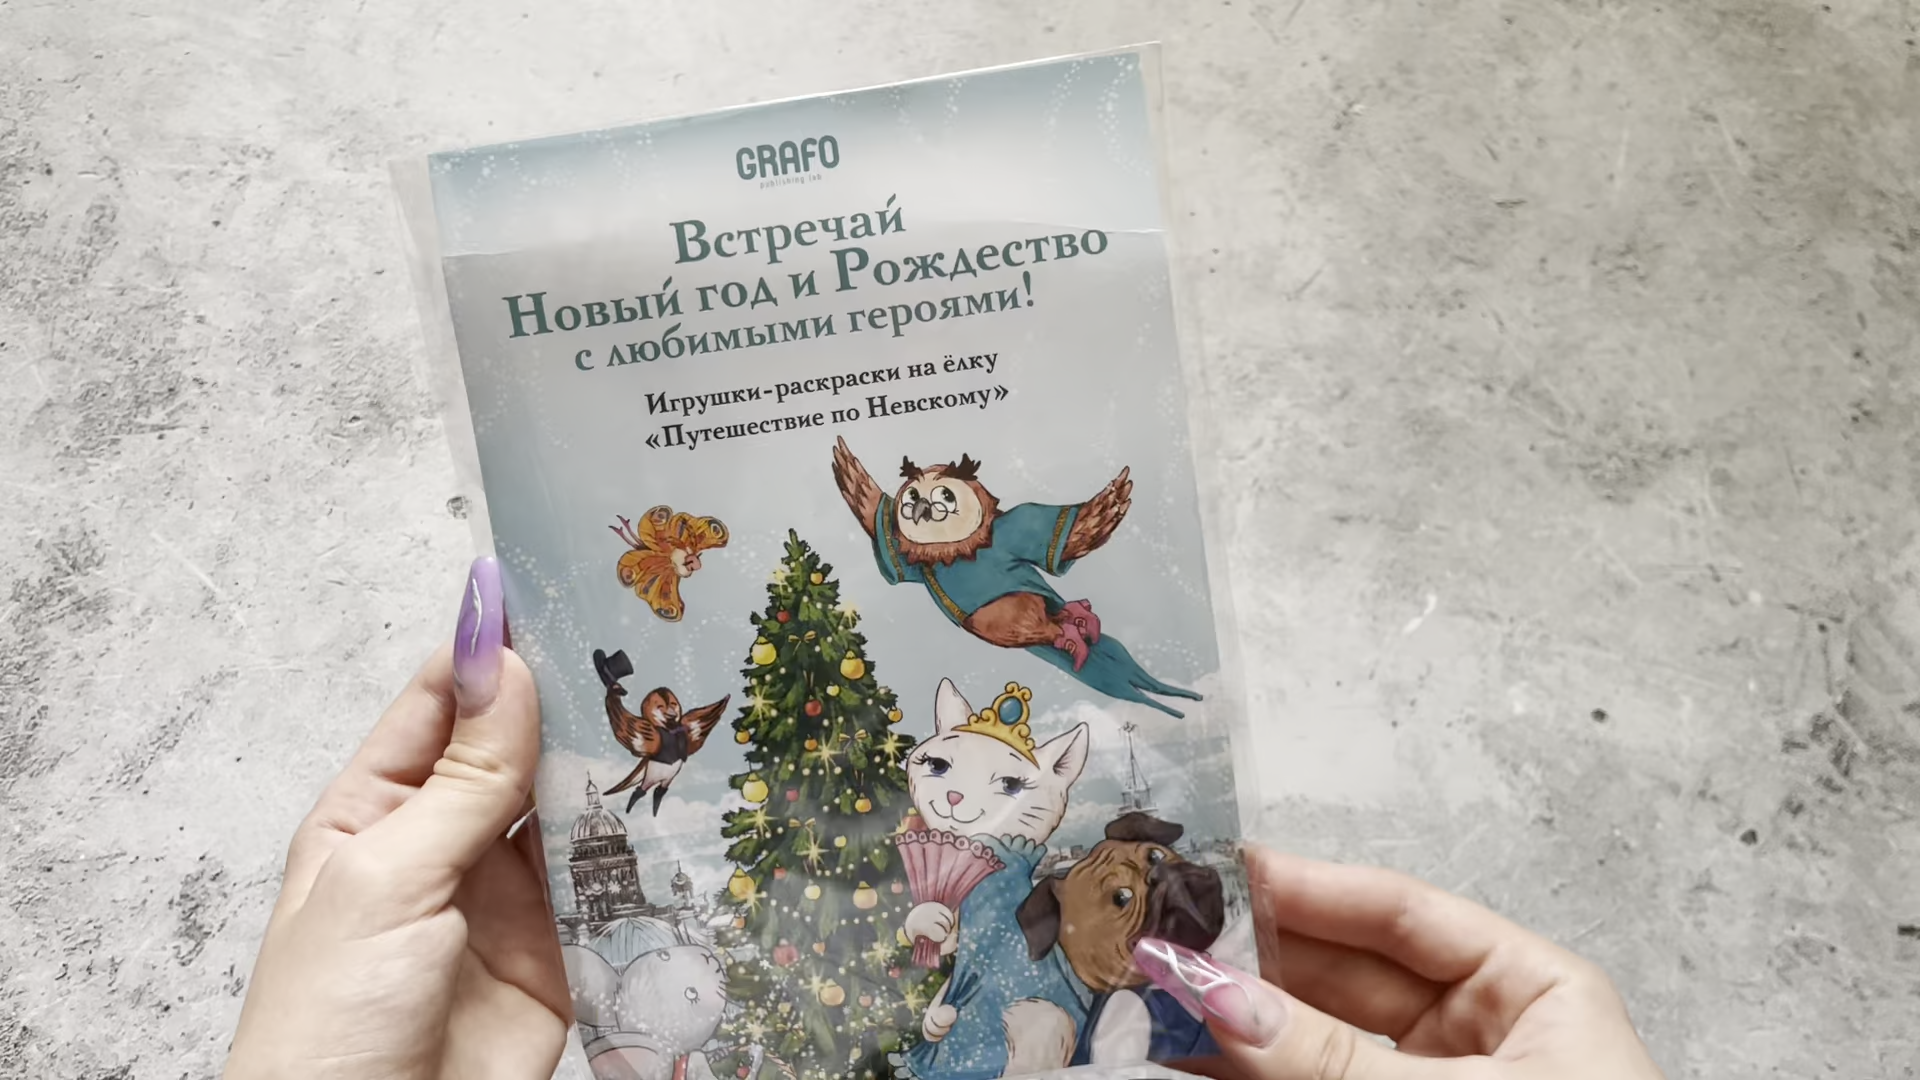 GRAFO
publishing lab
Встречай
Новый год и Рождество
с любимыми героями!
Игрушки-раскраски на ёлку
«Путешествие по Невскому»